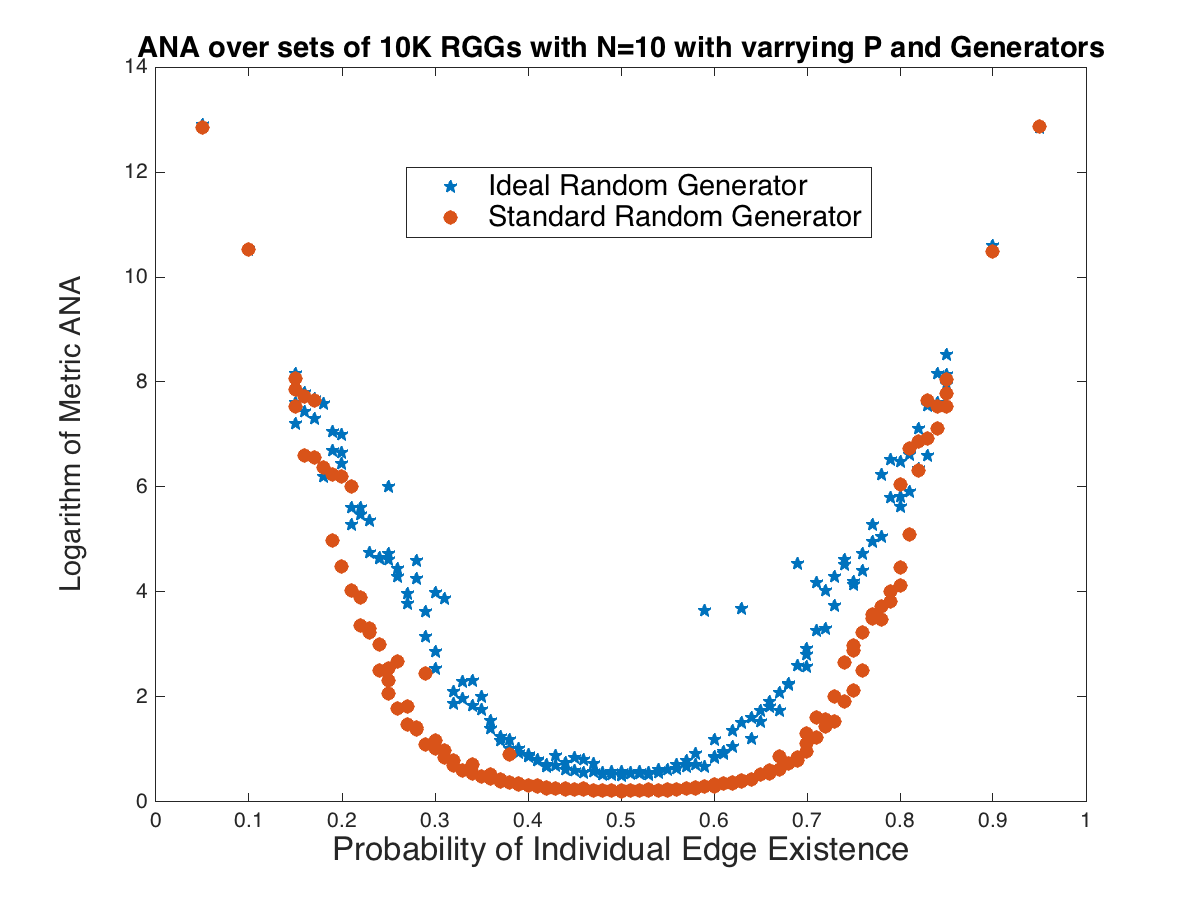 ANA over sets of 10K RGGs with N=10 with varrying P and Generators
14
12
10
8
6
4
2
0
Logarithm of Metric ANA
Ideal Random Generator
Standard Random Generator
0 0.1 0.2 0.3 0.4 0.5 0.6 0.7 0.8 0.9 1
Probability of Individual Edge Existence